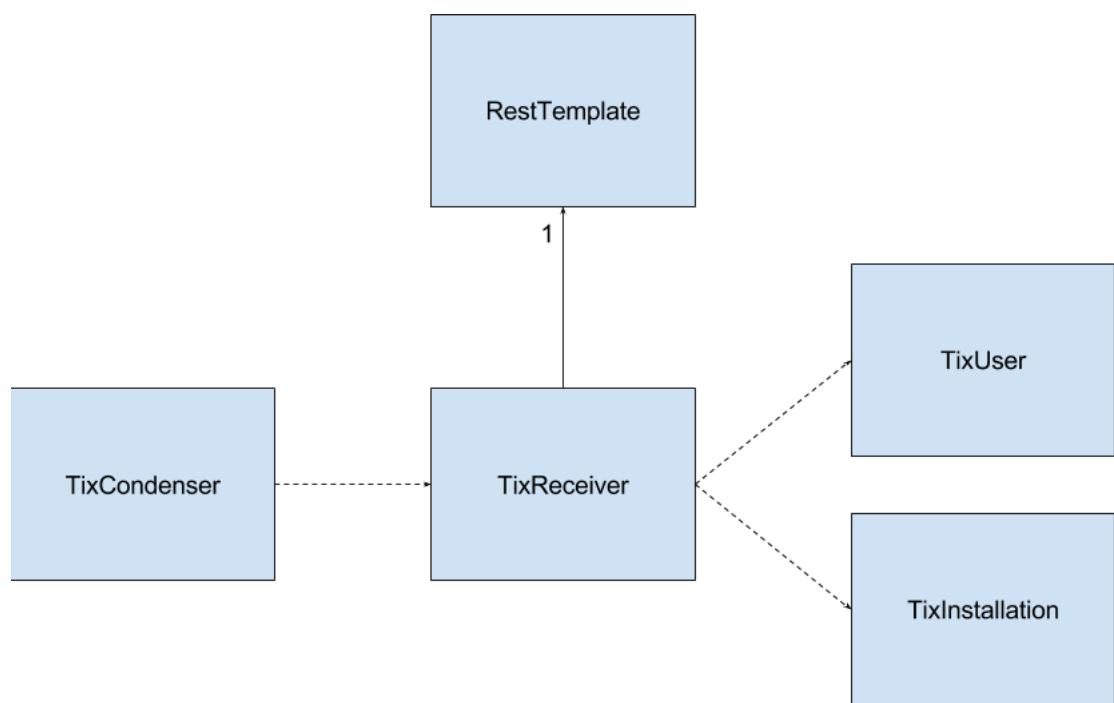 RestTemplate
1
TixUser
TixCondenser
TixReceiver
TixInstallation